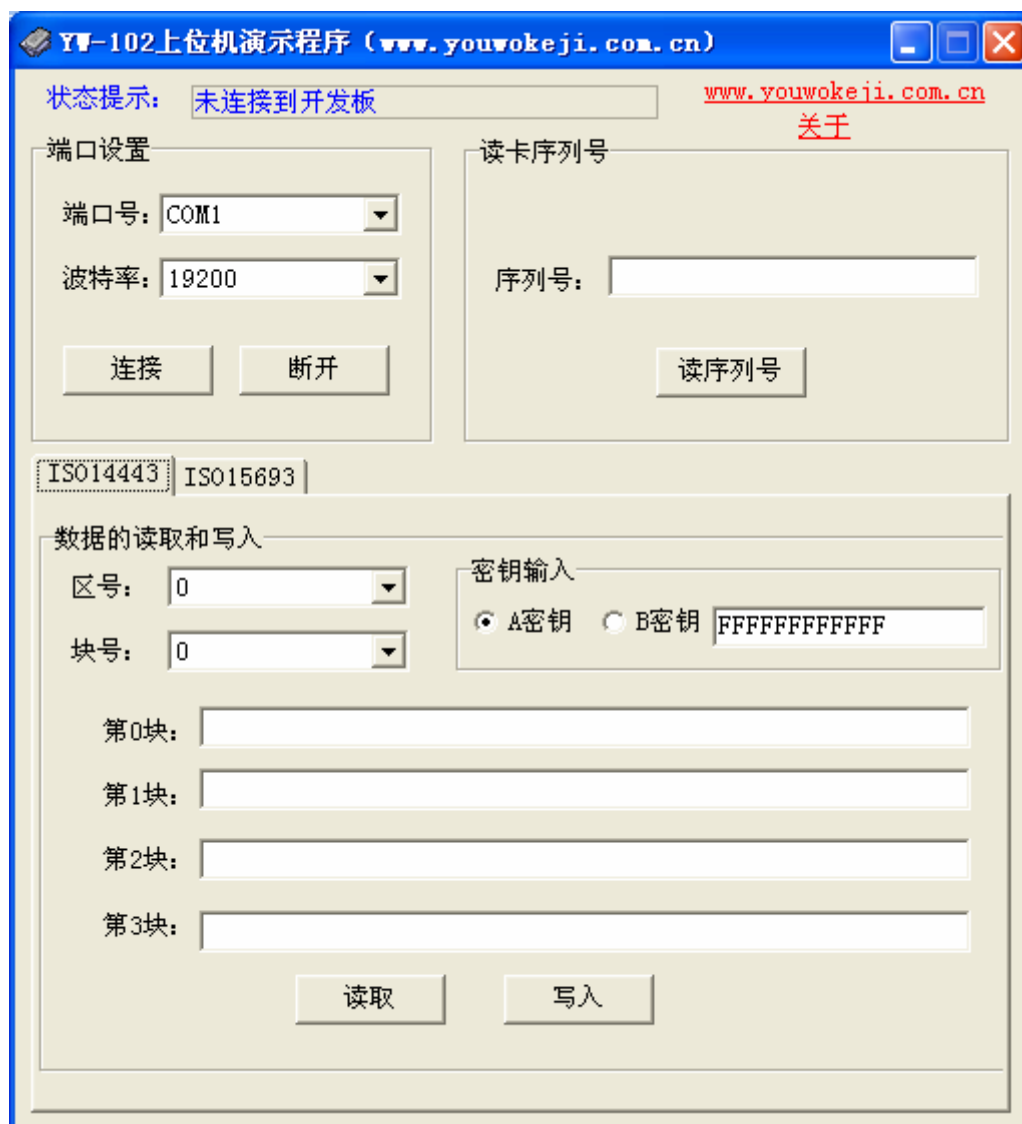 YW-102上位机演示程序（www.youwokeji.com.cn）
状态提示： 未连接到开发板
www.youwokeji.com.cn
关于
端口设置
端口号： COM1
波特率： 19200
连接 断开
读卡序列号
序列号：
读序列号
ISO14443 ISO15693
数据的读取和写入
区号： 0
块号： 0
密钥输入
A密钥 B密钥 FFFFFFFFFFFF
第0块：
第1块：
第2块：
第3块：
读取 写入